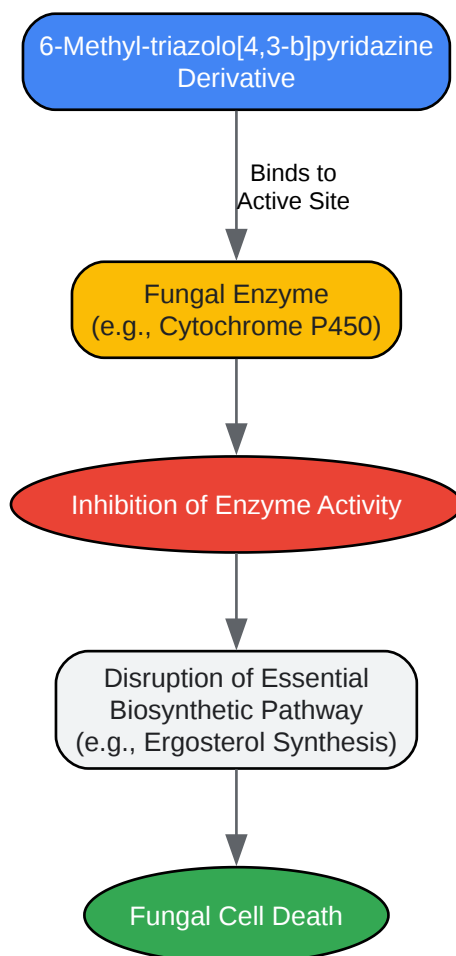 6-Methyl-triazolo[4,3-b]pyridazine
Derivative
Binds to
Active Site
Fungal Enzyme
(e.g., Cytochrome P450)
Inhibition of Enzyme Activity
Disruption of Essential
Biosynthetic Pathway
(e.g., Ergosterol Synthesis)
Fungal Cell Death